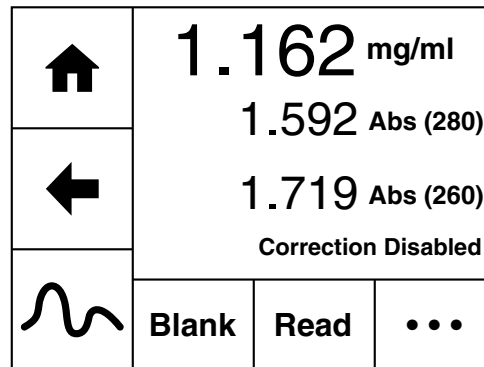 1.162 mg/ml
1.592 Abs (280)
1.719 Abs (260)
Correction Disabled
Blank Read •••